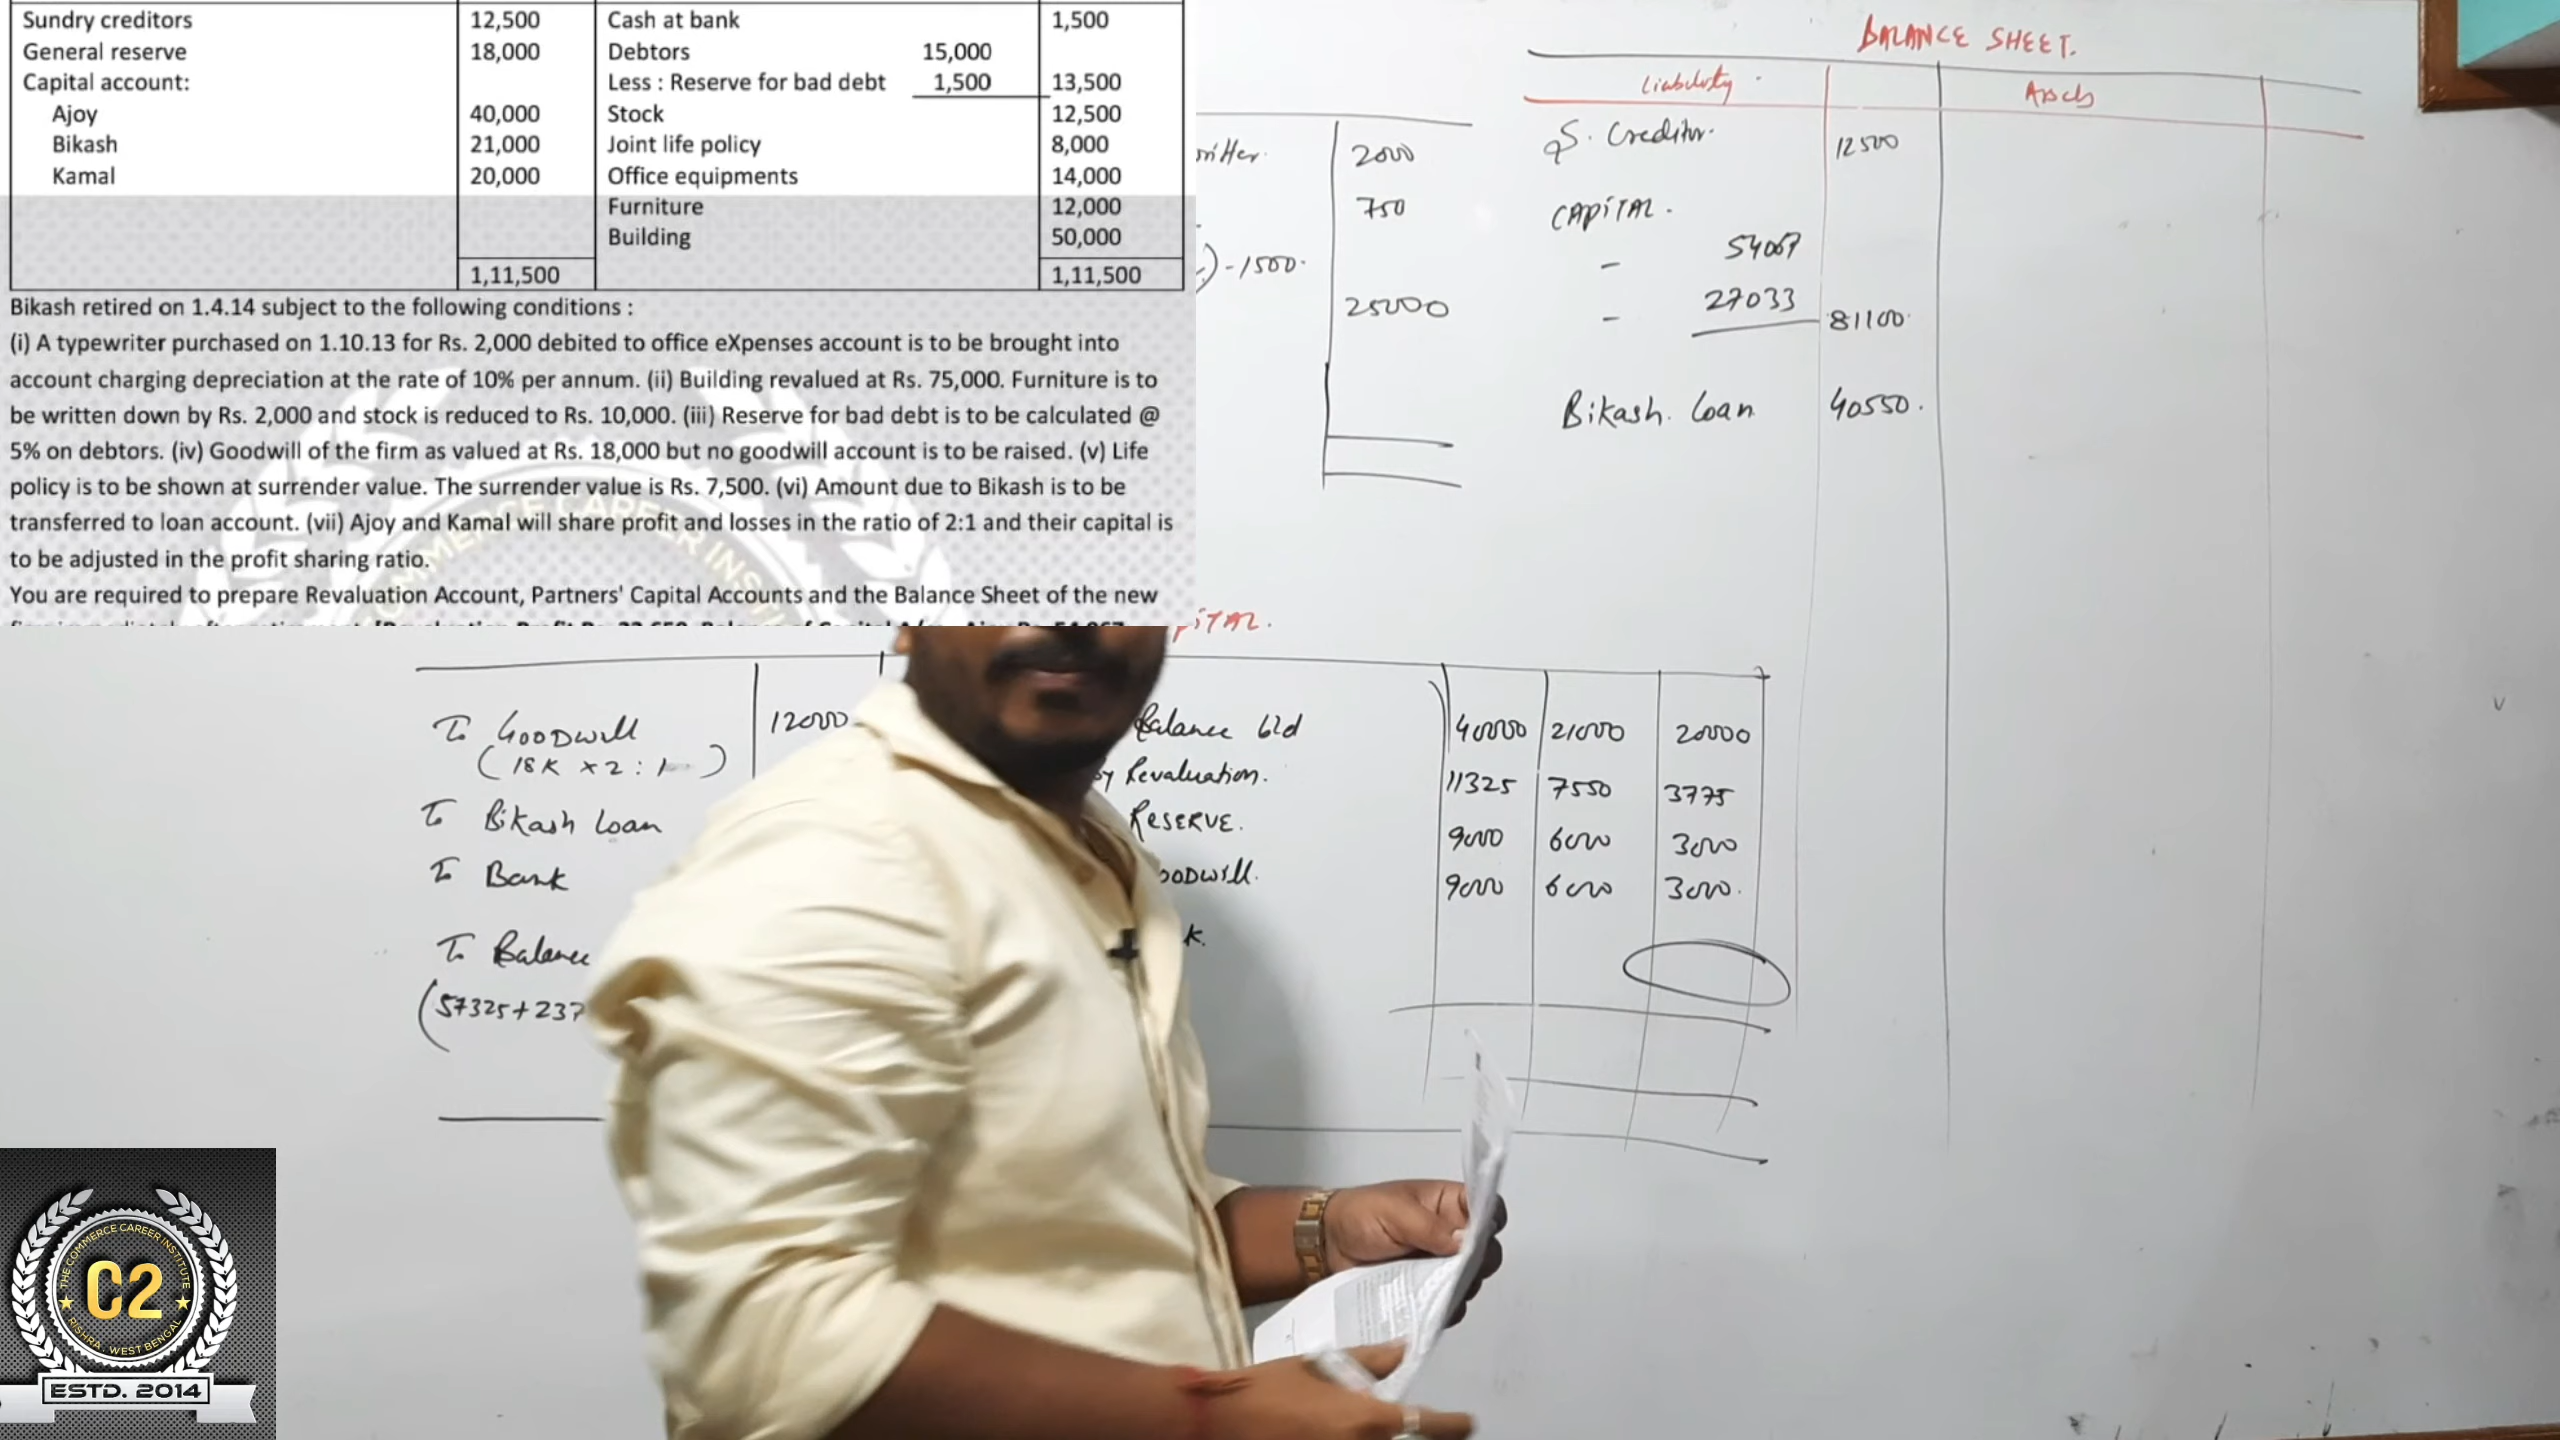 Sundry creditors 12,500 Cash at bank 1,500
General reserve 18,000 Debtors 15,000
Capital account: Less : Reserve for bad debt 1,500 13,500
Ajoy 40,000 Stock 12,500
Bikash 21,000 Joint life policy 8,000
Kamal 20,000 Office equipments 14,000
Furniture 12,000
Building 50,000
1,11,500 1,11,500
Bikash retired on 1.4.14 subject to the following conditions :
(i) A typewriter purchased on 1.10.13 for Rs. 2,000 debited to office eXpenses account is to be brought into
account charging depreciation at the rate of 10% per annum. (ii) Building revalued at Rs. 75,000. Furniture is to
be written down by Rs. 2,000 and stock is reduced to Rs. 10,000. (iii) Reserve for bad debt is to be calculated @
5% on debtors. (iv) Goodwill of the firm as valued at Rs. 18,000 but no goodwill account is to be raised. (v) Life
policy is to be shown at surrender value. The surrender value is Rs. 7,500. (vi) Amount due to Bikash is to be
transferred to loan account. (vii) Ajoy and Kamal will share profit and losses in the ratio of 2:1 and their capital is
to be adjusted in the profit sharing ratio.
You are required to prepare Revaluation Account, Partners' Capital Accounts and the Balance Sheet of the new
2000
750
) - 1500.
25000
BALANCE SHEET.
Liability. Assets
S. Creditor. 12500
CAPITAL.
- 54067
- 27033 81100
Bikash. Loan 40550.
PITAL.
To GOODWILL 12000
(18K × 2:1)
To Bikash Loan
To Bank
To Balance
(57325+237
Balance b/d 40000 21000 20000
By Revaluation. 11325 7550 3775
RESERVE. 9000 6000 3000
OODWILL. 9000 6000 3000.
K.
THE COMMERCE CAREER INSTITUTE
C2
RISHRA, WEST BENGAL
ESTD. 2014